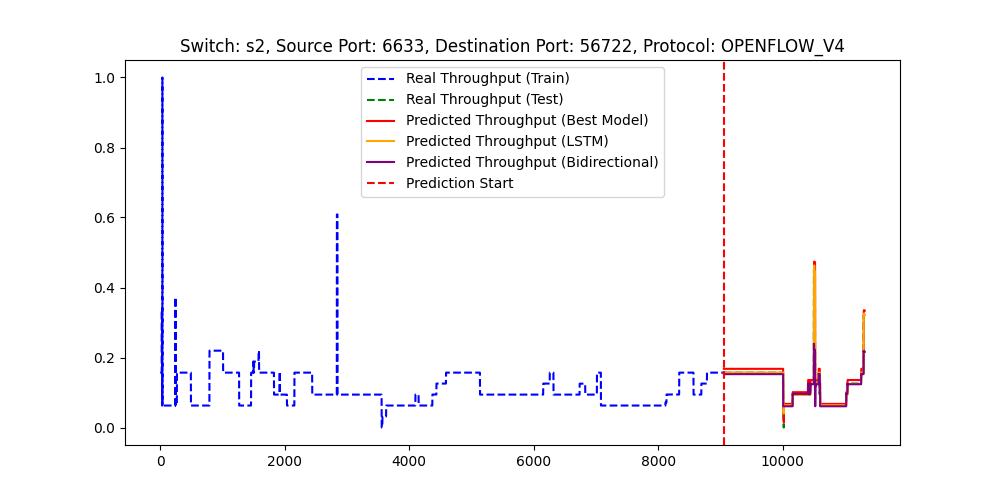 Switch: s2, Source Port: 6633, Destination Port: 56722, Protocol: OPENFLOW_V4
Real Throughput (Train)
Real Throughput (Test)
Predicted Throughput (Best Model)
Predicted Throughput (LSTM)
Predicted Throughput (Bidirectional)
Prediction Start
1.0
0.8
0.6
0.4
0.2
0.0
0 2000 4000 6000 8000 10000